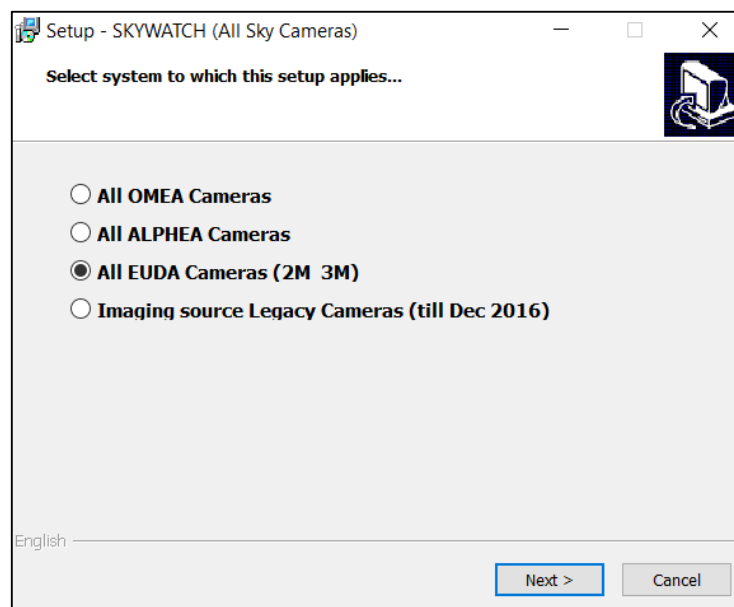 Setup - SKYWATCH (All Sky Cameras)
Select system to which this setup applies...
All OMEA Cameras
All ALPHEA Cameras
All EUDA Cameras (2M 3M)
Imaging source Legacy Cameras (till Dec 2016)
English
Next >
Cancel